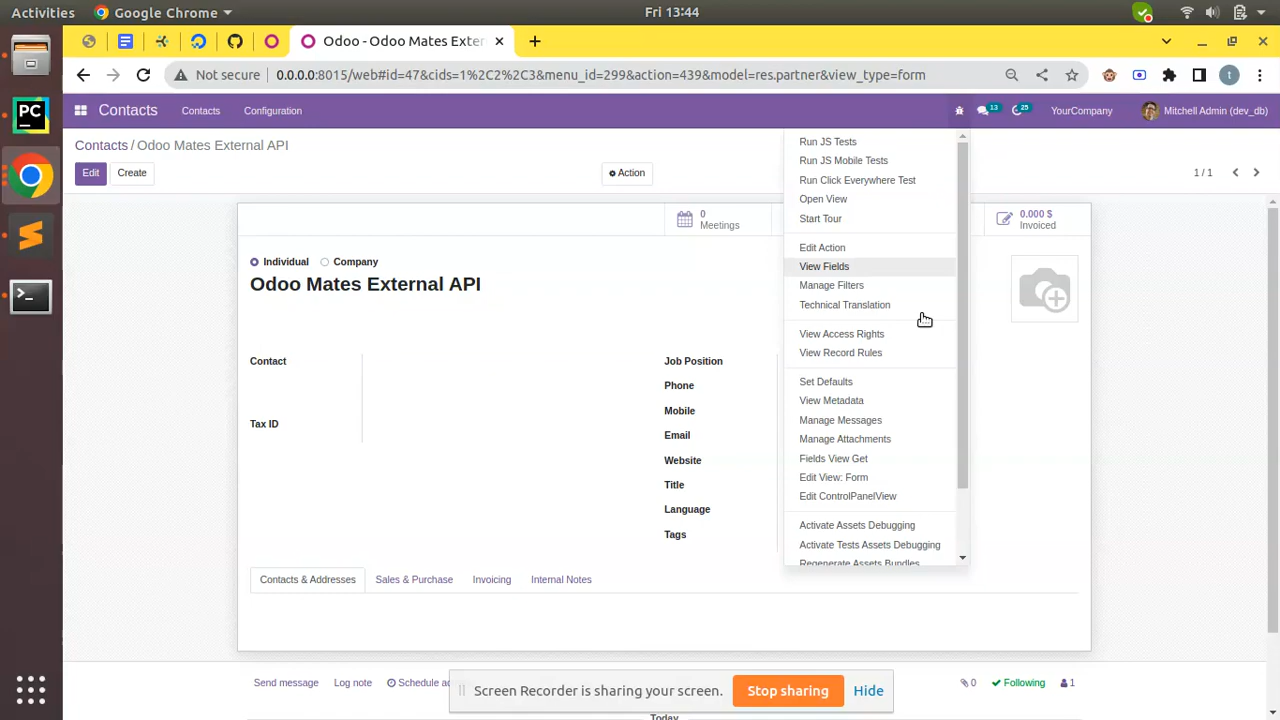 Activities
Google Chrome
Fri 13:44
Odoo - Odoo Mates Exter
Not secure
0.0.0.0:8015/web#id=47&cids=1%2C2%2C3&menu_id=299&action=439&model=res.partner&view_type=form
t
PC
Contacts
Contacts
Configuration
13
25
YourCompany
Mitchell Admin (dev_db)
Contacts / Odoo Mates External API
Edit
Create
Action
1 / 1
Run JS Tests
Run JS Mobile Tests
Run Click Everywhere Test
Open View
Start Tour
Edit Action
View Fields
Manage Filters
Technical Translation
View Access Rights
View Record Rules
Set Defaults
View Metadata
Manage Messages
Manage Attachments
Fields View Get
Edit View: Form
Edit ControlPanelView
Activate Assets Debugging
Activate Tests Assets Debugging
Regenerate Assets Bundles
0
Meetings
0.000 $
Invoiced
Individual
Company
Odoo Mates External API
Contact
Tax ID
Job Position
Phone
Mobile
Email
Website
Title
Language
Tags
Contacts & Addresses
Sales & Purchase
Invoicing
Internal Notes
Send message
Log note
Schedule ac
0
Following
1
Screen Recorder is sharing your screen.
Stop sharing
Hide
Today